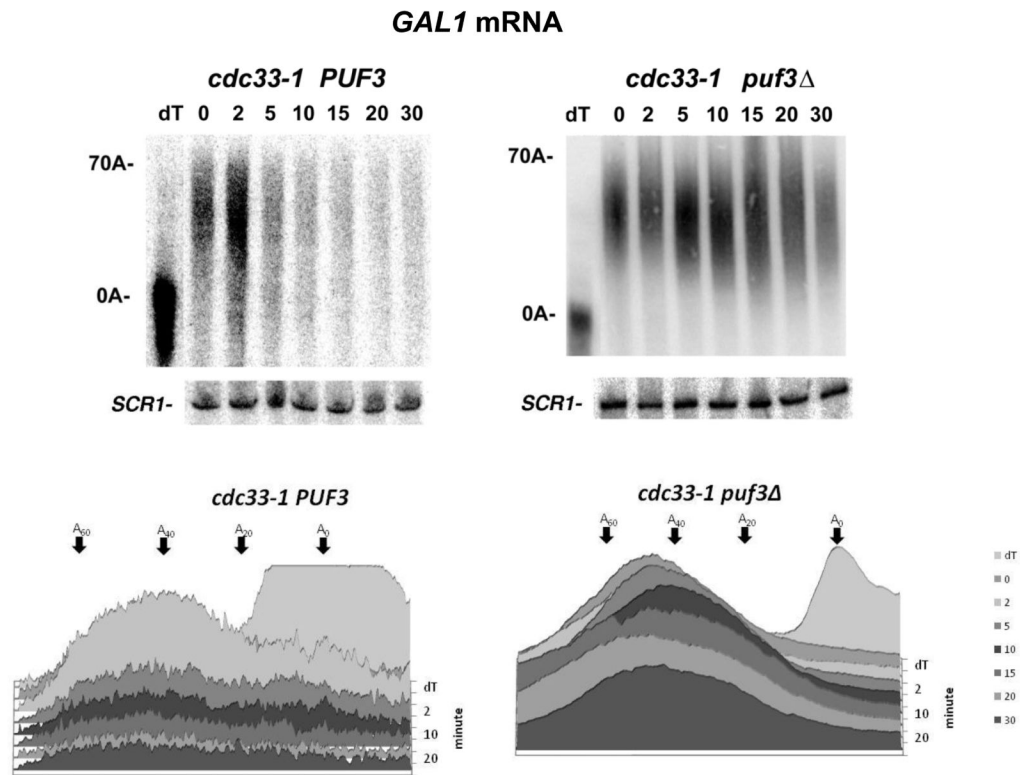 GAL1 mRNA
cdc33-1 PUF3
dT 0 2 5 10 15 20 30
70A-
0A-
SCR1-
cdc33-1 puf3Δ
dT 0 2 5 10 15 20 30
70A-
0A-
SCR1-
cdc33-1 PUF3
A60 A40 A20 A0
dT
2
10
20
minute
cdc33-1 puf3Δ
A60 A40 A20 A0
dT
2
10
20
minute
dT
0
2
5
10
15
20
30